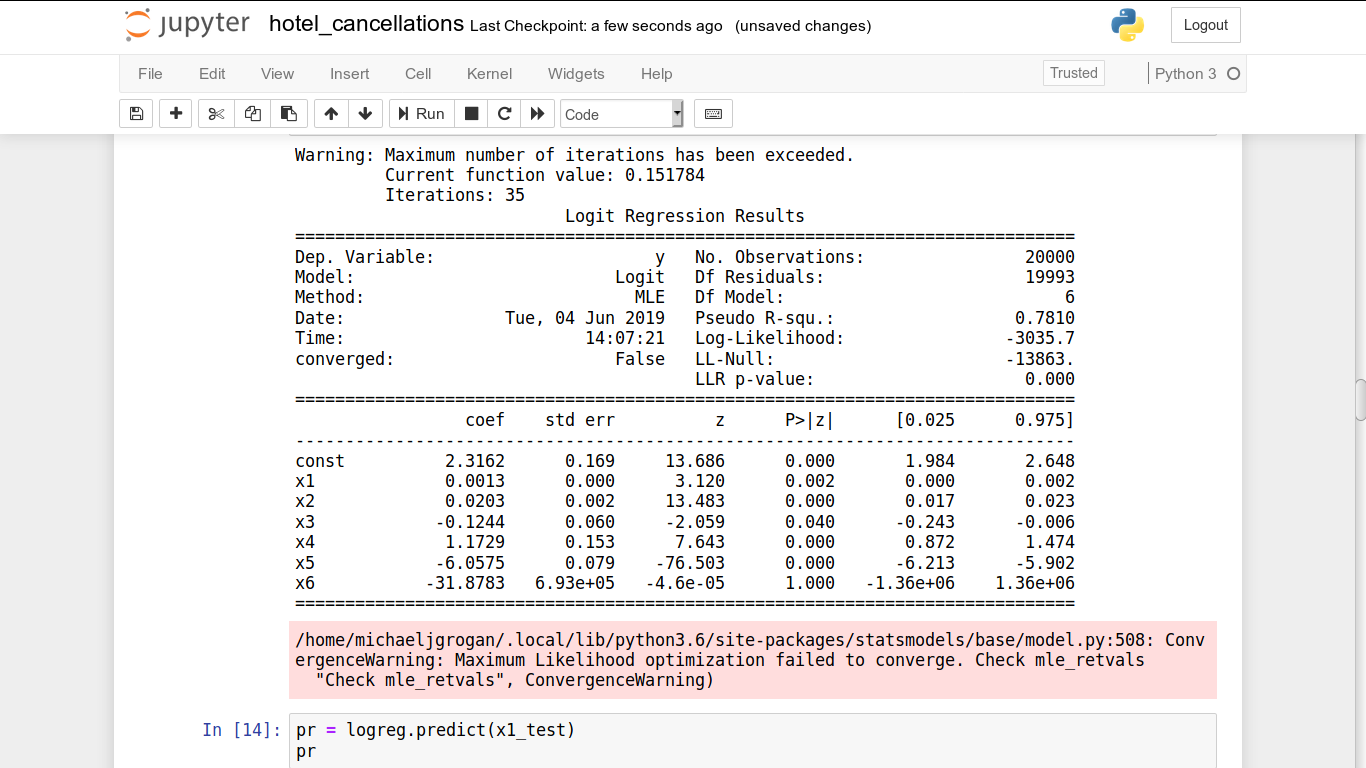 jupyter hotel_cancellations Last Checkpoint: a few seconds ago (unsaved changes) Logout
File Edit View Insert Cell Kernel Widgets Help Trusted Python 3
Run Code
Warning: Maximum number of iterations has been exceeded.
Current function value: 0.151784
Iterations: 35
Logit Regression Results
==============================================================================
Dep. Variable: y No. Observations: 20000
Model: Logit Df Residuals: 19993
Method: MLE Df Model: 6
Date: Tue, 04 Jun 2019 Pseudo R-squ.: 0.7810
Time: 14:07:21 Log-Likelihood: -3035.7
converged: False LL-Null: -13863.
LLR p-value: 0.000
==============================================================================
coef std err z P>|z| [0.025 0.975]
------------------------------------------------------------------------------
const 2.3162 0.169 13.686 0.000 1.984 2.648
x1 0.0013 0.000 3.120 0.002 0.000 0.002
x2 0.0203 0.002 13.483 0.000 0.017 0.023
x3 -0.1244 0.060 -2.059 0.040 -0.243 -0.006
x4 1.1729 0.153 7.643 0.000 0.872 1.474
x5 -6.0575 0.079 -76.503 0.000 -6.213 -5.902
x6 -31.8783 6.93e+05 -4.6e-05 1.000 -1.36e+06 1.36e+06
==============================================================================
/home/michaeljgrogan/.local/lib/python3.6/site-packages/statsmodels/base/model.py:508: Conv
ergenceWarning: Maximum Likelihood optimization failed to converge. Check mle_retvals
"Check mle_retvals", ConvergenceWarning)
In [14]: pr = logreg.predict(x1_test)
pr